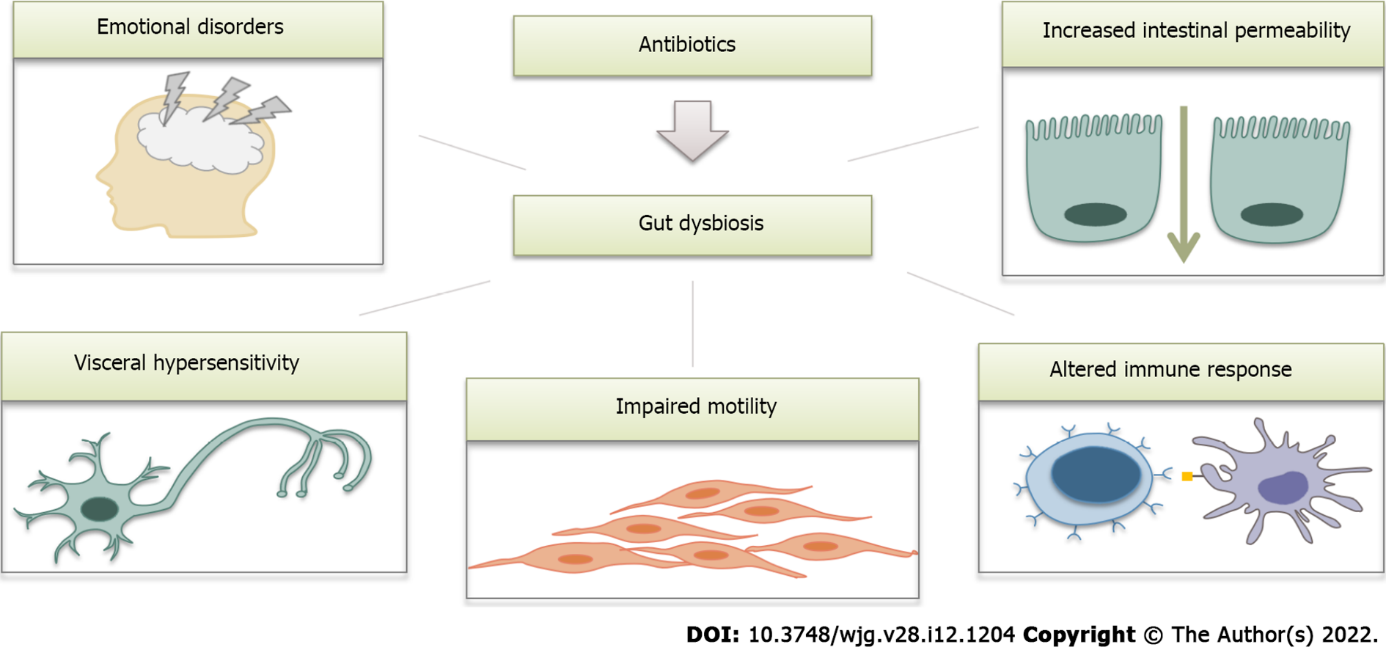 Emotional disorders
Antibiotics
Increased intestinal permeability
Gut dysbiosis
Visceral hypersensitivity
Impaired motility
Altered immune response
DOI: 10.3748/wjg.v28.i12.1204 Copyright © The Author(s) 2022.